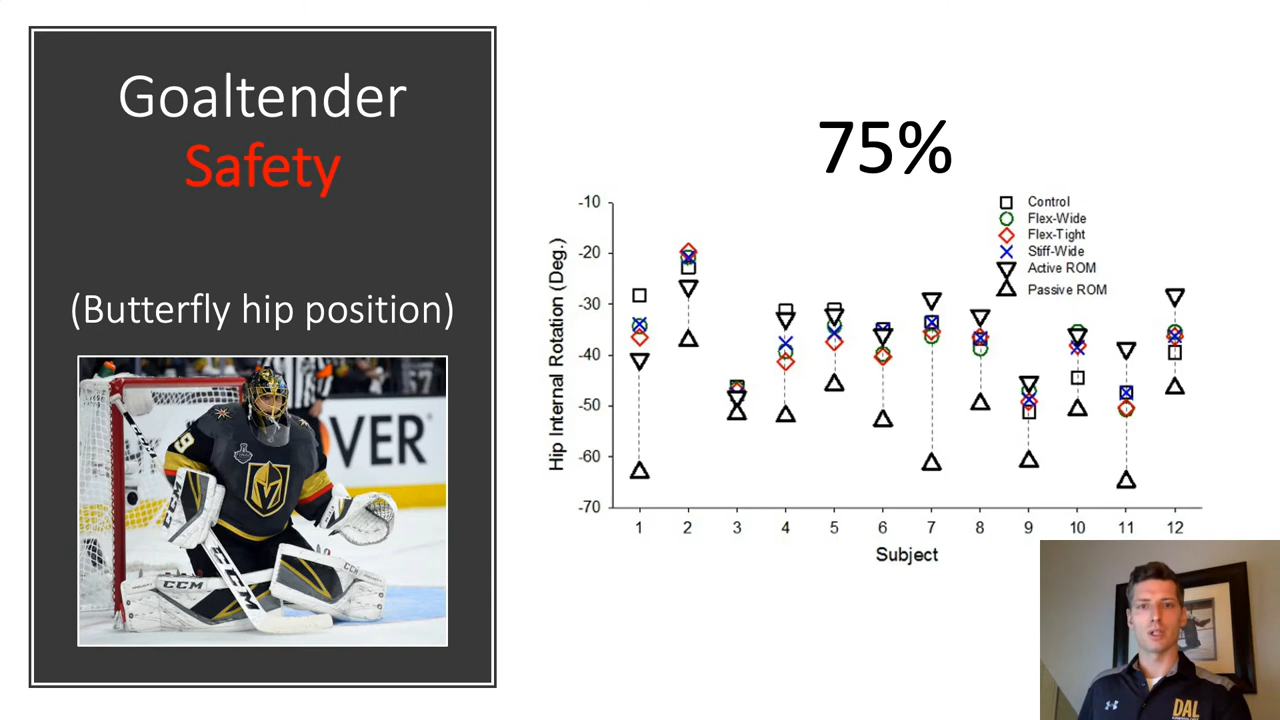 Goaltender
Safety
(Butterfly hip position)
VER
CCM
CCM
CCM
CCM
75%
Hip Internal Rotation (Deg.)
-10
-20
-30
-40
-50
-60
-70
Control
Flex-Wide
Flex-Tight
Stiff-Wide
Active ROM
Passive ROM
1 2 3 4 5 6 7 8 9 10 11 12
Subject
DAL